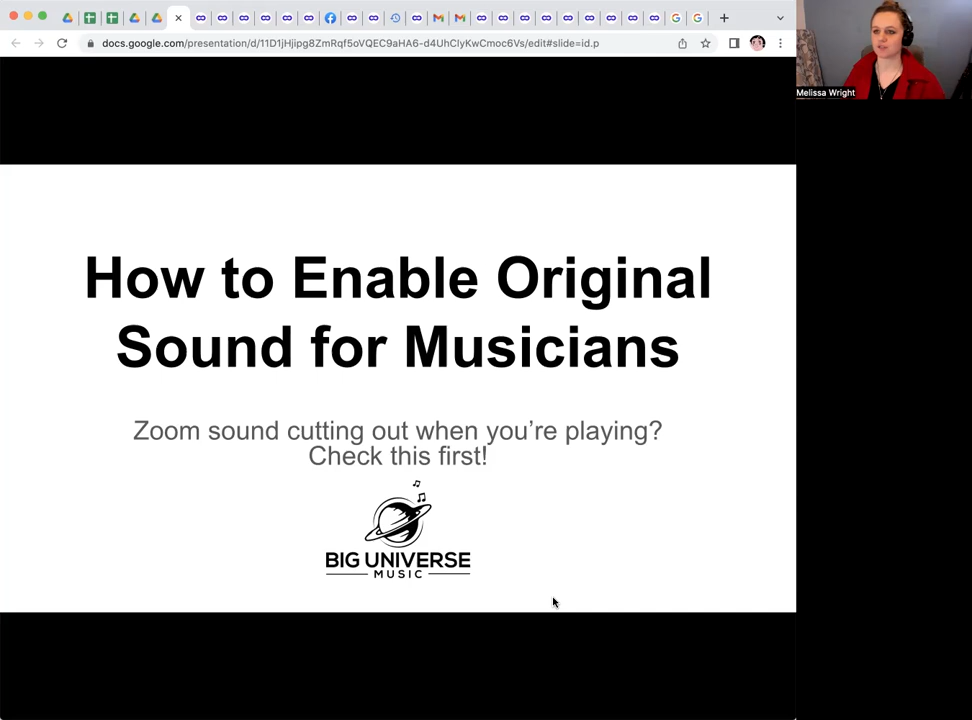 docs.google.com/presentation/d/11D1jHjipg8ZmRqf5oVQEC9aHA6-d4UhClyKwCmoc6Vs/edit#slide=id.p
Melissa Wright
How to Enable Original
Sound for Musicians
Zoom sound cutting out when you’re playing?
Check this first!
BIG UNIVERSE
MUSIC